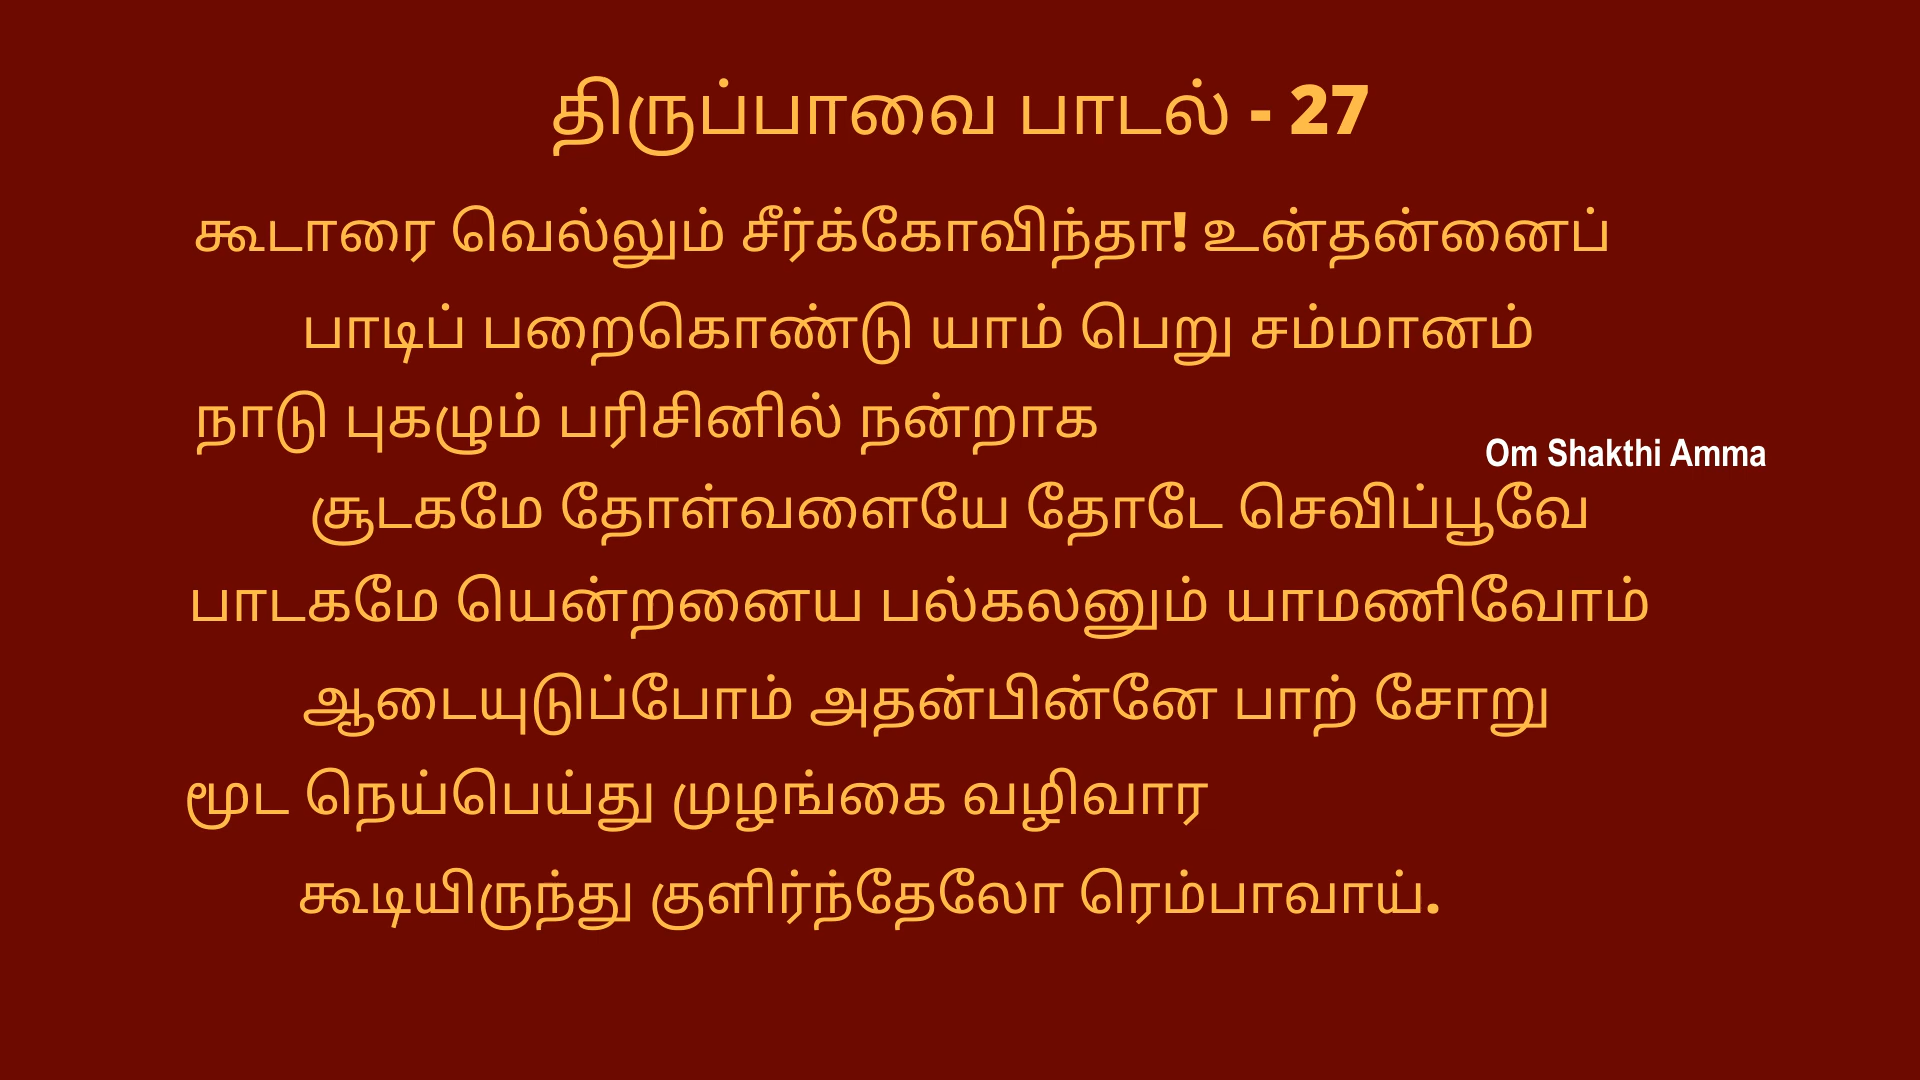 திருப்பாவை பாடல் - 27
கூடாரை வெல்லும் சீர்க்கோவிந்தா! உன்தன்னைப்
பாடிப் பறைகொண்டு யாம் பெறு சம்மானம்
நாடு புகழும் பரிசினில் நன்றாக
Om Shakthi Amma
சூடகமே தோள்வளையே தோடே செவிப்பூவே
பாடகமே யென்றனைய பல்கலனும் யாமணிவோம்
ஆடையுடுப்போம் அதன்பின்னே பாற் சோறு
மூட நெய்பெய்து முழங்கை வழிவார
கூடியிருந்து குளிர்ந்தேலோ ரெம்பாவாய்.